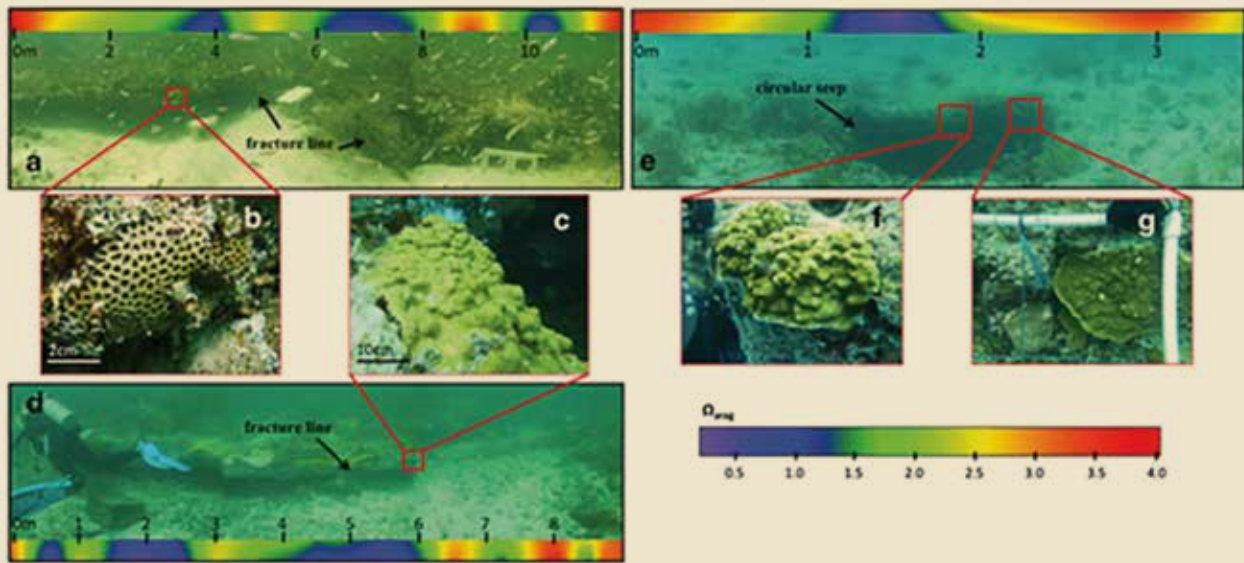 0m 2 4 6 8 10
fracture line
a
0m 1 2 3
circular seep
e
b
2cm
c
10cm
f
g
d
fracture line
0m 1 2 3 4 5 6 7 8
Ωarag
0.5 1.0 1.5 2.0 2.5 3.0 3.5 4.0